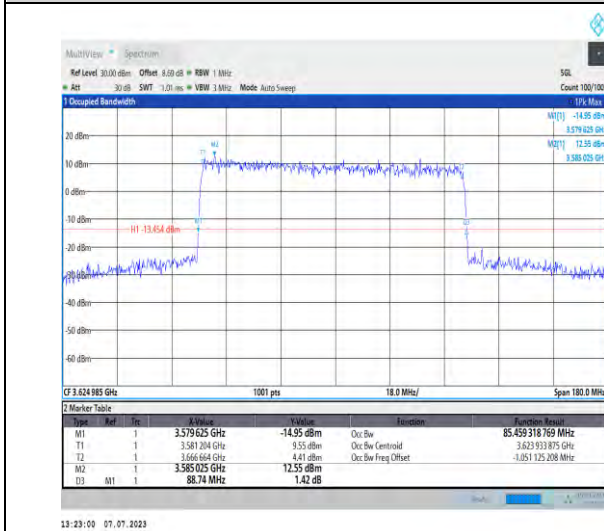 MultiView Spectrum
Ref Level 30.00 dBm Offset 8.60 dB RBW 1 MHz SGL
Att 30 dB SWT 1.01 ms VBW 3 MHz Mode Auto Sweep Count 100/100
1 Occupied Bandwidth 1Pk Max
M1[1] -14.95 dBm
3.579 625 GHz
M2[1] 12.55 dBm
3.585 025 GHz
20 dBm
M2
T1
10 dBm
0 dBm
-10 dBm
H1 -13.454 dBm
-20 dBm
-30 dBm
-40 dBm
-50 dBm
-60 dBm
CF 3.624 985 GHz 1001 pts 18.0 MHz/ Span 180.0 MHz
2 Marker Table
Type Ref Trc X-Value Y-Value Function Function Result
M1 1 3.579 625 GHz -14.95 dBm Occ Bw 85.459 318 769 MHz
T1 1 3.581 204 GHz 9.55 dBm Occ Bw Centroid 3.623 933 875 GHz
T2 1 3.666 664 GHz 4.41 dBm Occ Bw Freq Offset -1.051 125 208 MHz
M2 1 3.585 025 GHz 12.55 dBm
D3 M1 1 88.74 MHz 1.42 dB
13:23:00 07.07.2023